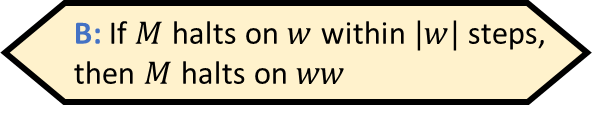 B: If M halts on w within |w| steps,
then M halts on ww